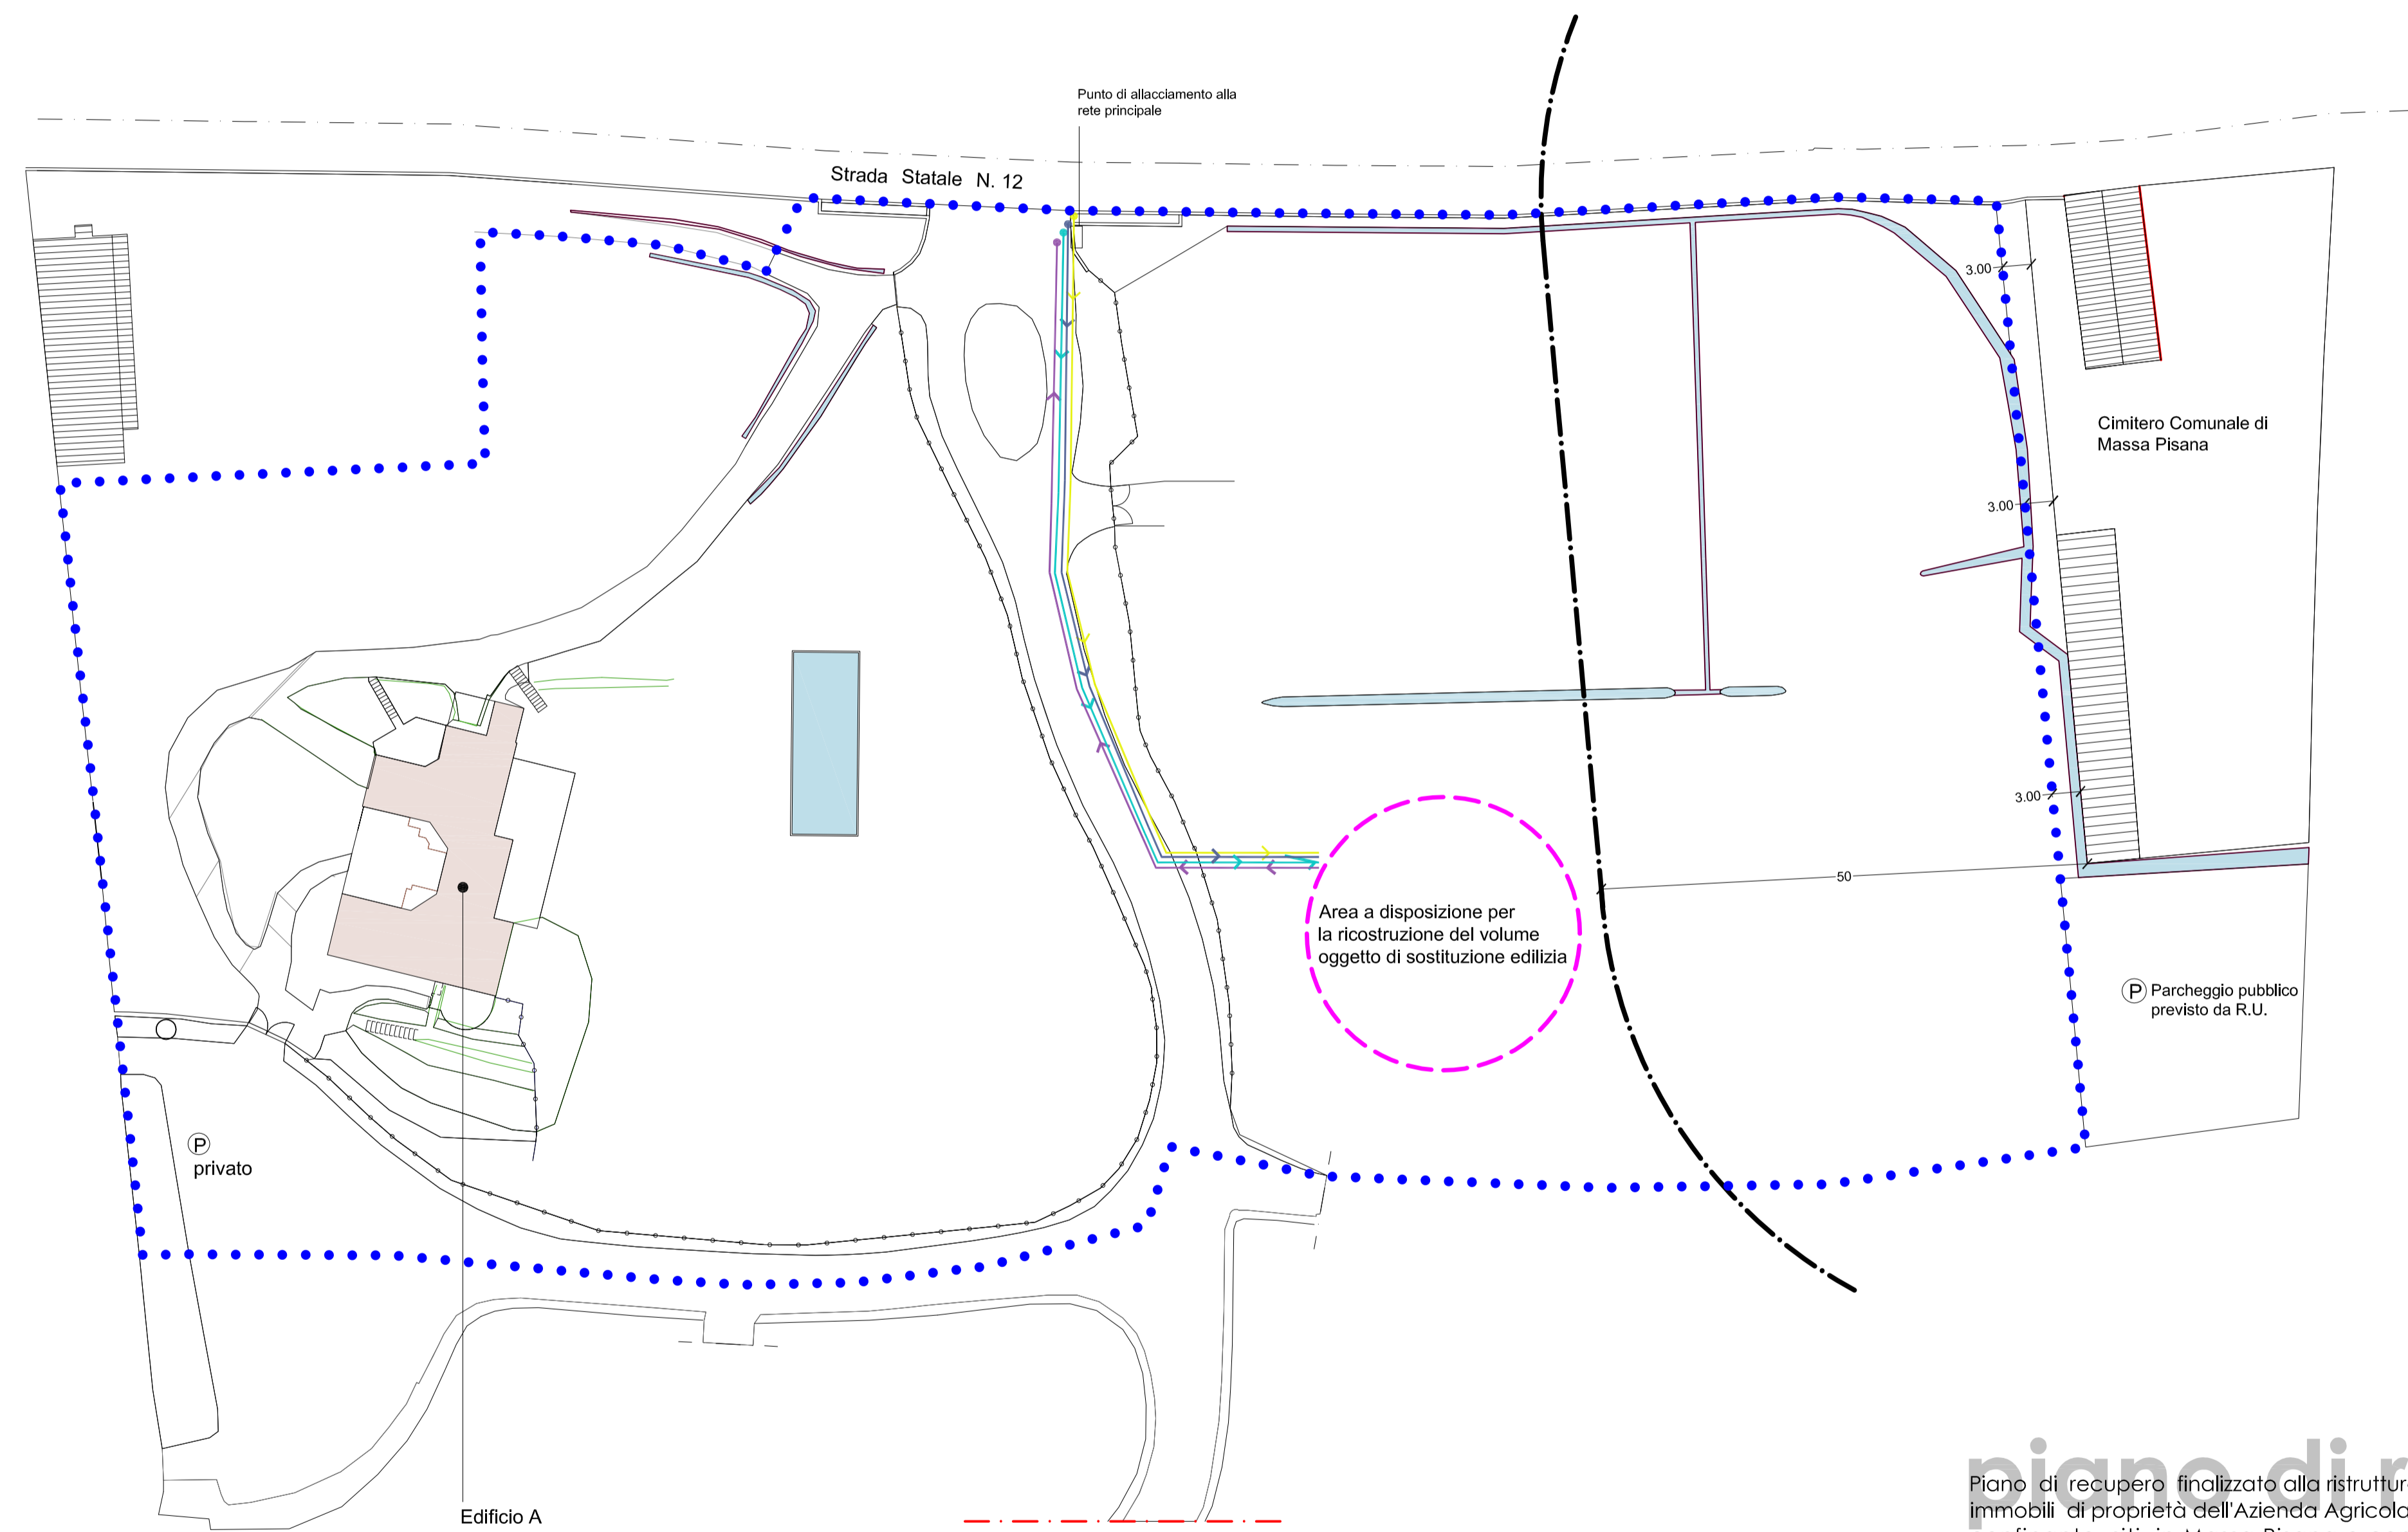 Punto di allacciamento alla
rete principale
Strada Statale N. 12
3.00
Cimitero Comunale di
Massa Pisana
3.00
3.00
50
Area a disposizione per
la ricostruzione del volume
oggetto di sostituzione edilizia
P Parcheggio pubblico
previsto da R.U.
P
privato
Edificio A
piano di r
Piano di recupero finalizzato alla ristruttur
immobili di proprietà dell'Azienda Agricola